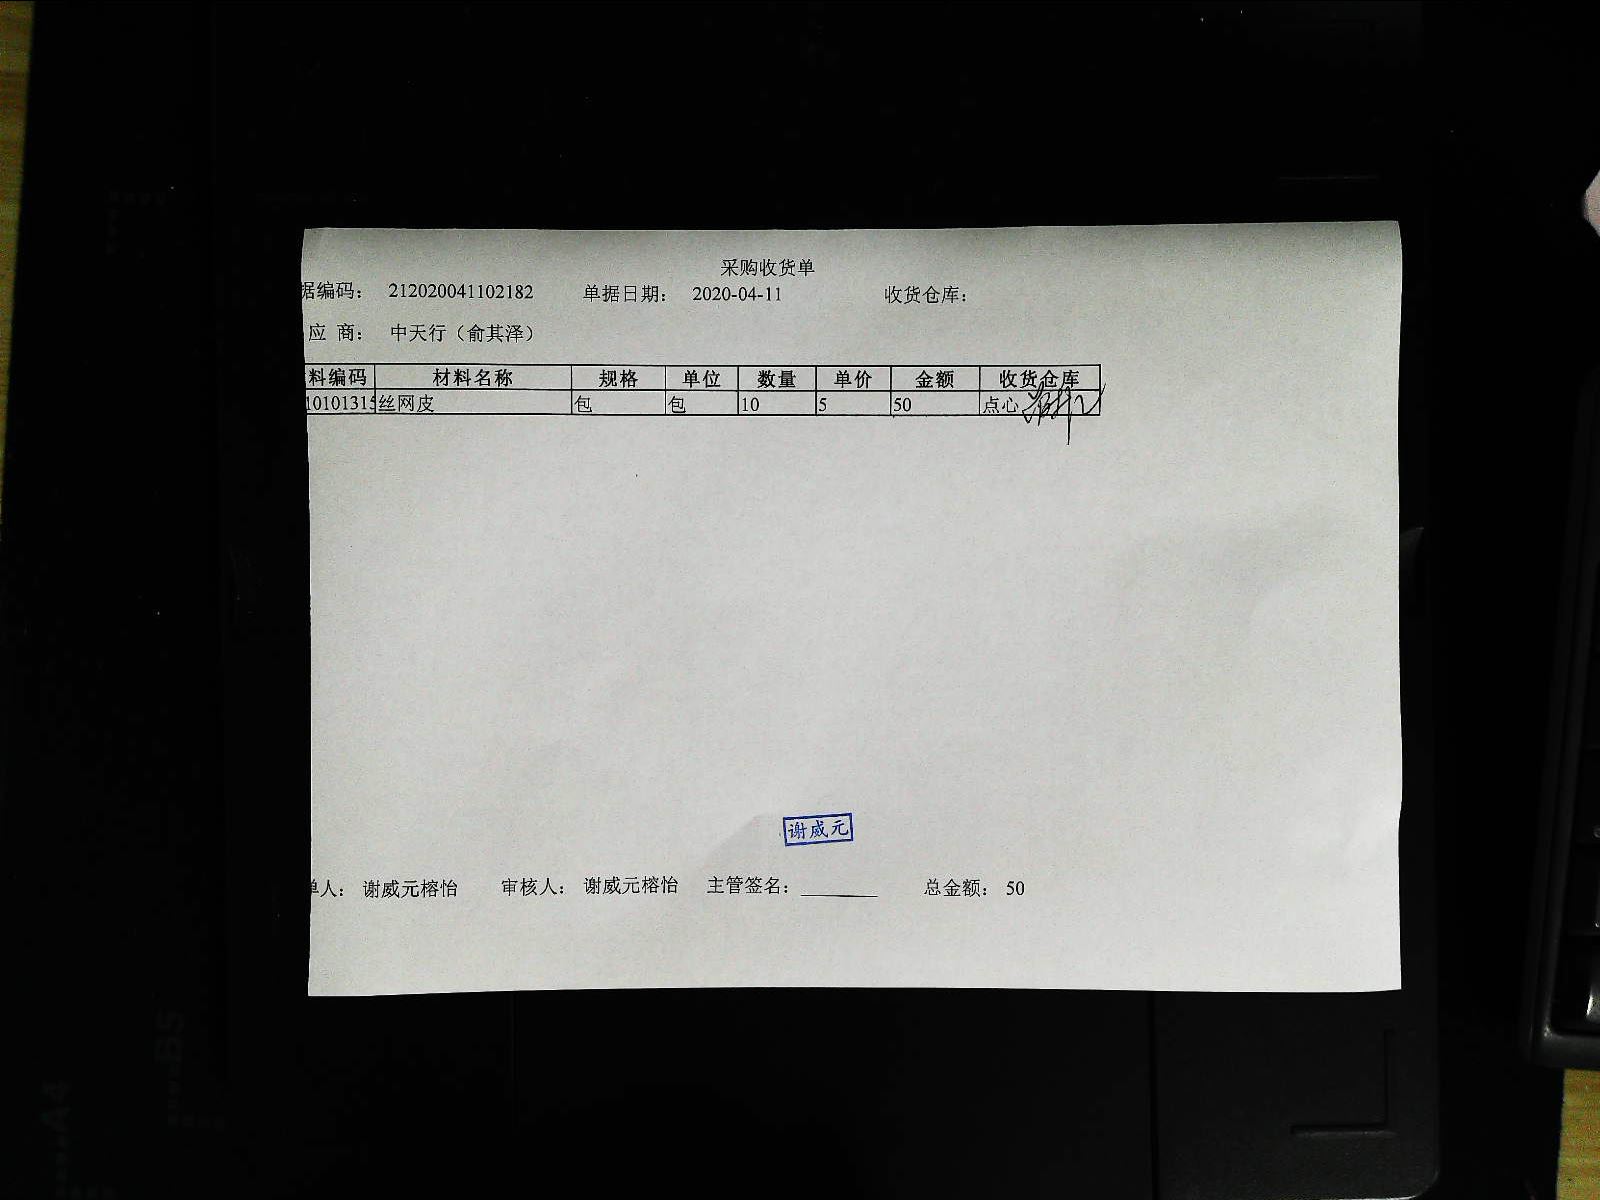 采购收货单
据编码： 212020041102182 单据日期： 2020-04-11 收货仓库：
应 商： 中天行（俞其泽）
料编码 材料名称 规格 单位 数量 单价 金额 收货仓库
10101315 丝网皮 包 包 10 5 50 点心
谢威元
单人： 谢威元榕怡 审核人： 谢威元榕怡 主管签名： 总金额： 50
B5
A4